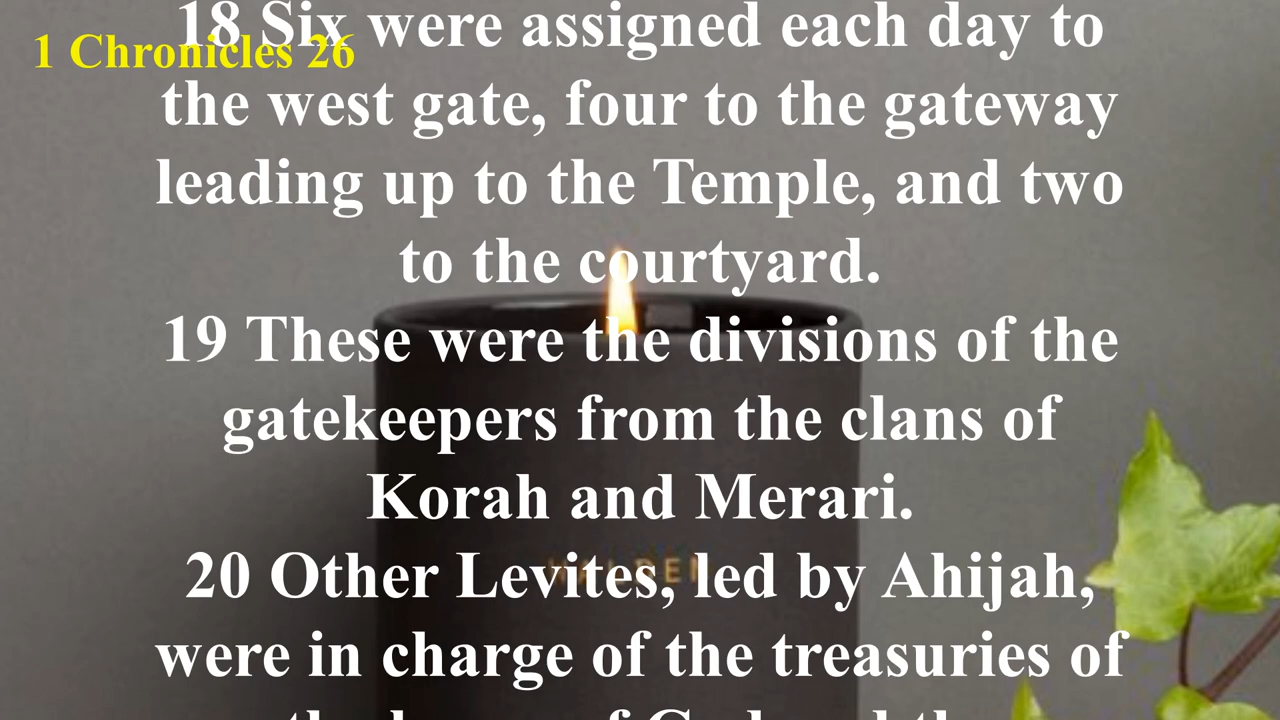 1 Chronicles 26
18 Six were assigned each day to
the west gate, four to the gateway
leading up to the Temple, and two
to the courtyard.
19 These were the divisions of the
gatekeepers from the clans of
Korah and Merari.
20 Other Levites, led by Ahijah,
were in charge of the treasuries of